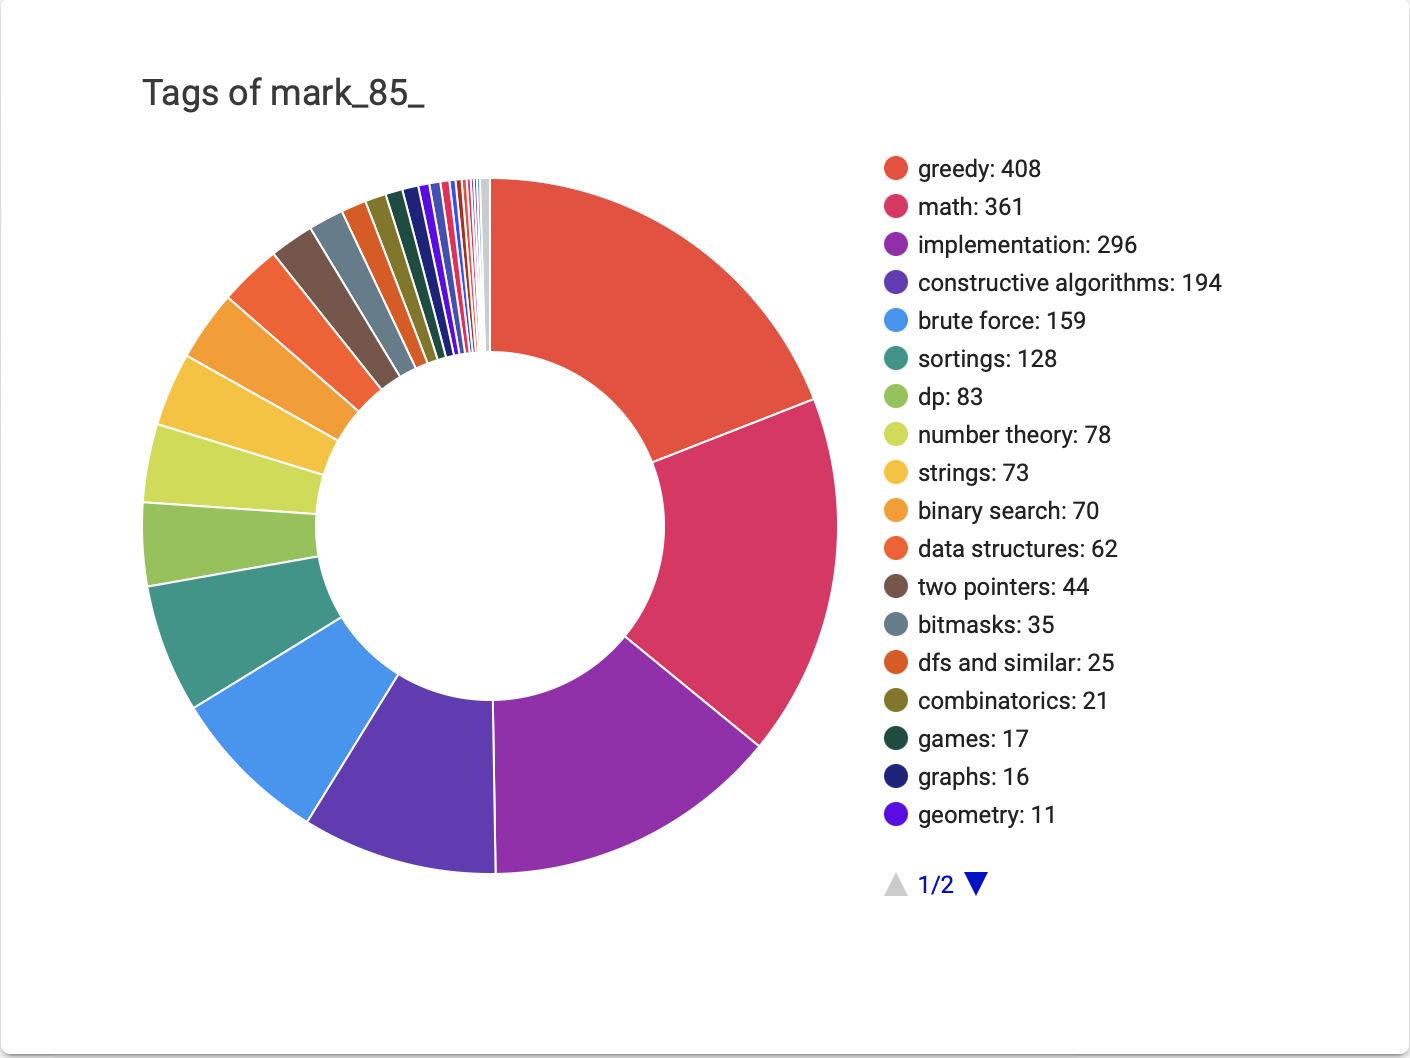 Tags of mark_85_
greedy: 408
math: 361
implementation: 296
constructive algorithms: 194
brute force: 159
sortings: 128
dp: 83
number theory: 78
strings: 73
binary search: 70
data structures: 62
two pointers: 44
bitmasks: 35
dfs and similar: 25
combinatorics: 21
games: 17
graphs: 16
geometry: 11
1/2